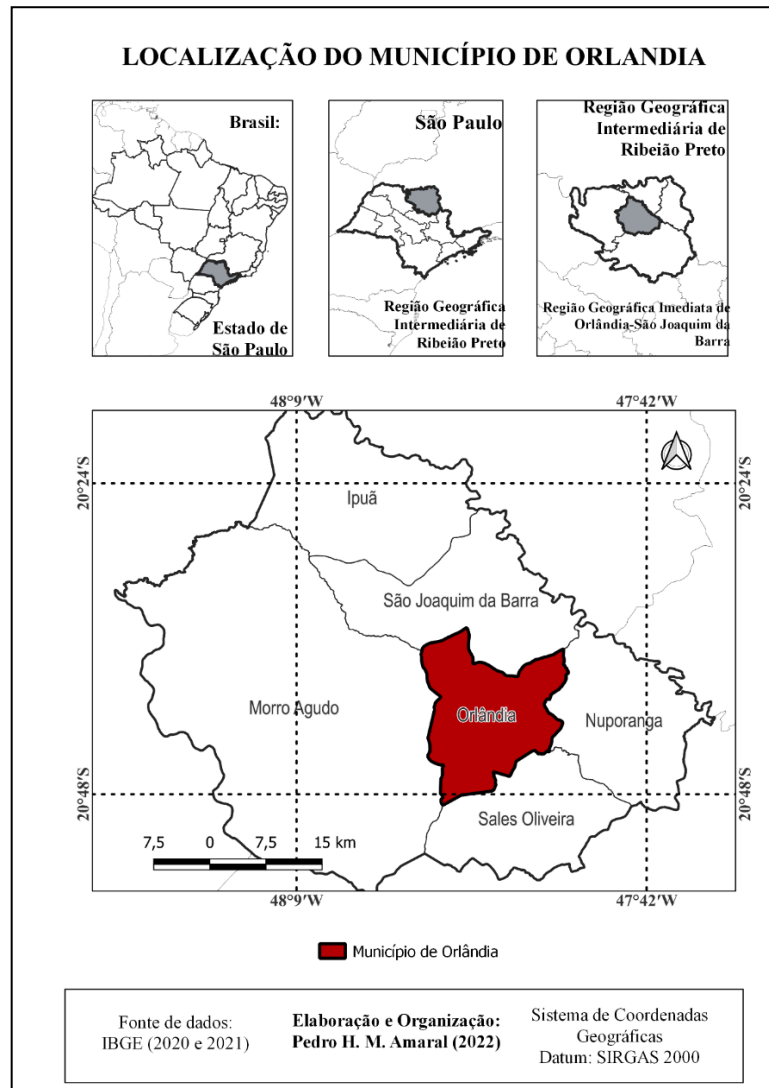 LOCALIZAÇÃO DO MUNICÍPIO DE ORLANDIA
Brasil:
Estado de
São Paulo
São Paulo
Região Geográfica
Intermediária de
Ribeião Preto
Região Geográfica
Intermediária de
Ribeião Preto
Região Geográfica Imediata de
Orlândia-São Joaquim da
Barra
48°9'W
47°42'W
20°24'S
20°24'S
Ipuã
São Joaquim da Barra
Morro Agudo
Orlândia
Nuporanga
20°48'S
20°48'S
Sales Oliveira
7,5 0 7,5 15 km
48°9'W
47°42'W
Município de Orlândia
Fonte de dados:
IBGE (2020 e 2021)
Elaboração e Organização:
Pedro H. M. Amaral (2022)
Sistema de Coordenadas
Geográficas
Datum: SIRGAS 2000